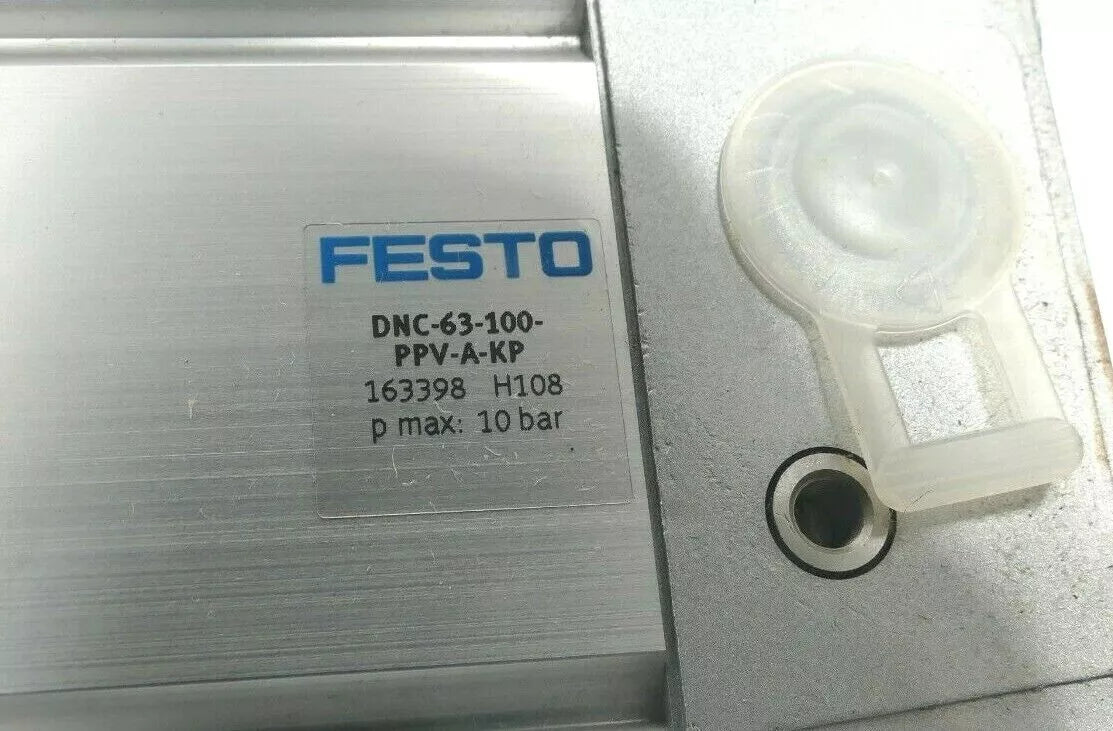 FESTO
DNC-63-100-
PPV-A-KP
163398 H108
p max: 10 bar